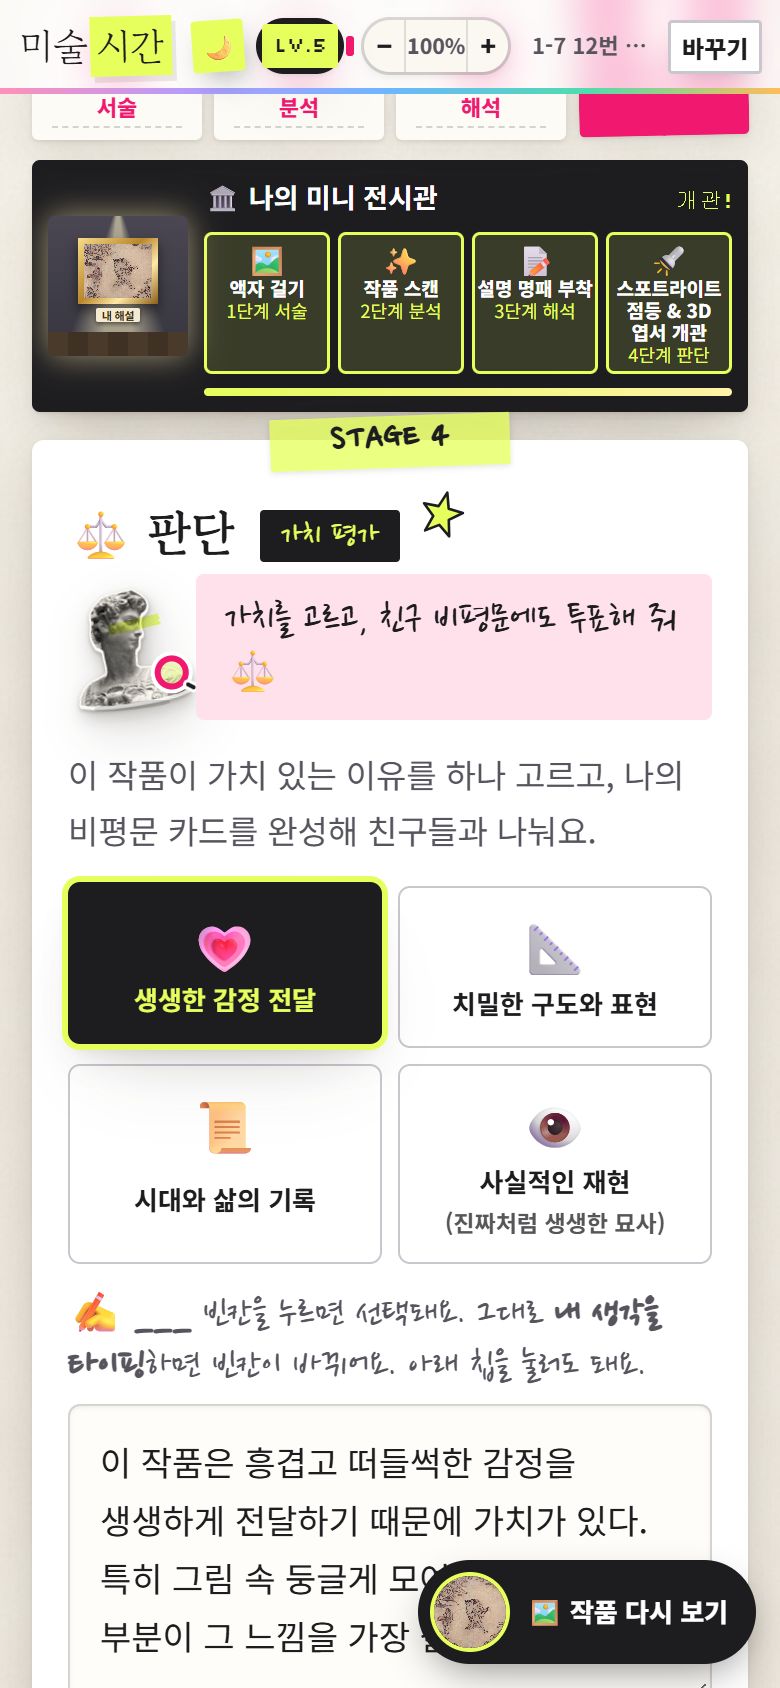 미술 시간
LV.5
− 100% +
1-7 12번 ⋯
바꾸기
서술
분석
해석
나의 미니 전시관
개관!
내 해설
액자 걸기
1단계 서술
작품 스캔
2단계 분석
설명 명패 부착
3단계 해석
스포트라이트
점등 & 3D
엽서 개관
4단계 판단
STAGE 4
판단
가치 평가
가치를 고르고, 친구 비평문에도 투표해 줘
이 작품이 가치 있는 이유를 하나 고르고, 나의
비평문 카드를 완성해 친구들과 나눠요.
생생한 감정 전달
치밀한 구도와 표현
시대와 삶의 기록
사실적인 재현
(진짜처럼 생생한 묘사)
___ 빈칸을 누르면 선택돼요. 그대로 내 생각을
타이핑하면 빈칸이 바뀌어요. 아래 칩을 눌러도 돼요.
이 작품은 흥겹고 떠들썩한 감정을
생생하게 전달하기 때문에 가치가 있다.
특히 그림 속 둥글게
부분이 그 느낌을 가장
작품 다시 보기